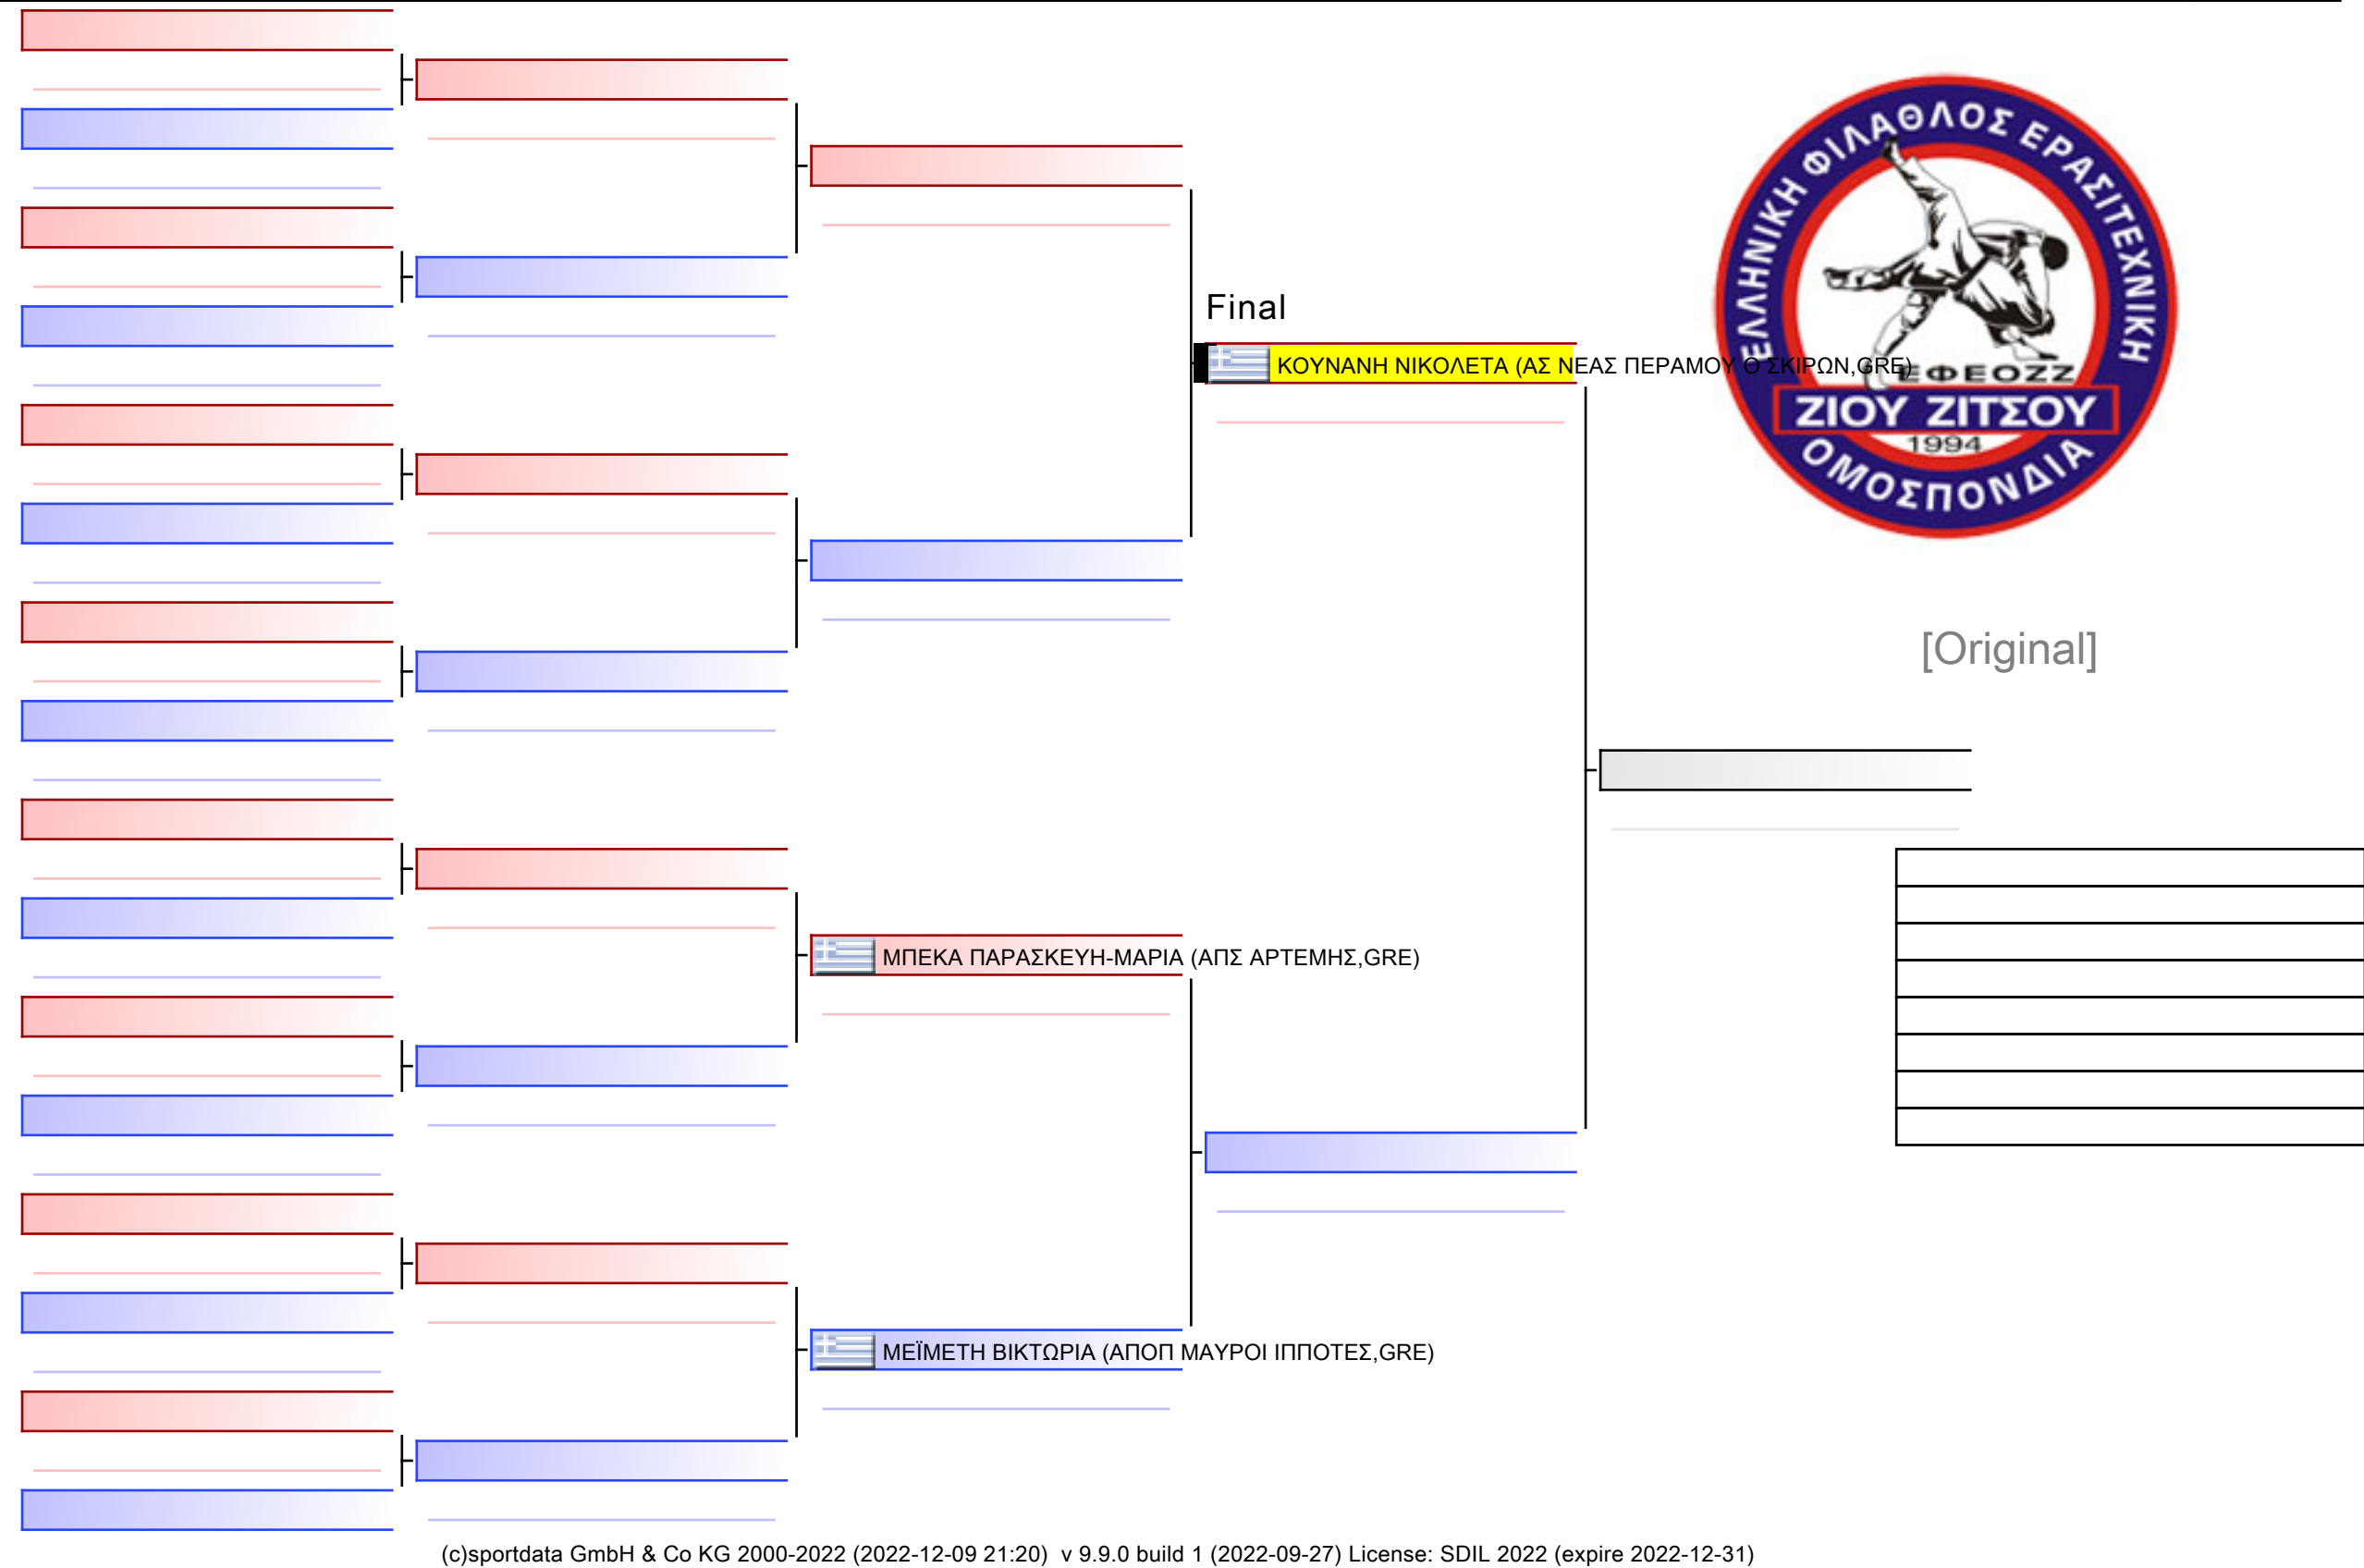 ΕΛΛΗΝΙΚΗ ΦΙΛΑΘΛΟΣ ΕΡΑΣΙΤΕΧΝΙΚΗ
Final
ΚΟΥΝΑΝΗ ΝΙΚΟΛΕΤΑ (ΑΣ ΝΕΑΣ ΠΕΡΑΜΟΥ Ο ΣΚΙΡΩΝ,GRE)
ΕΦΕΟΖΖ
ΖΙΟΥ ΖΙΤΣΟΥ
1994
ΟΜΟΣΠΟΝΔΙΑ
[Original]
ΜΠΕΚΑ ΠΑΡΑΣΚΕΥΗ-ΜΑΡΙΑ (ΑΠΣ ΑΡΤΕΜΗΣ,GRE)
ΜΕΪΜΕΤΗ ΒΙΚΤΩΡΙΑ (ΑΠΟΠ ΜΑΥΡΟΙ ΙΠΠΟΤΕΣ,GRE)
(c)sportdata GmbH & Co KG 2000-2022 (2022-12-09 21:20) v 9.9.0 build 1 (2022-09-27) License: SDIL 2022 (expire 2022-12-31)